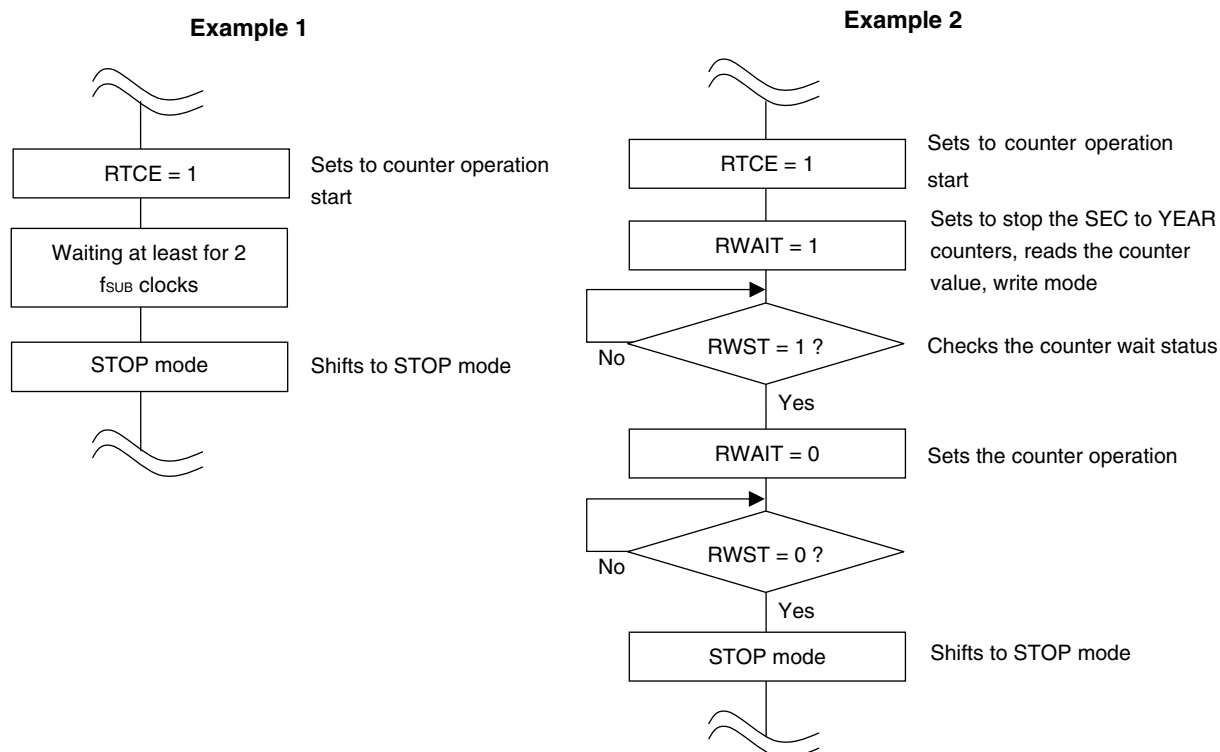 Example 1
RTCE = 1
Sets to counter operation
start
Waiting at least for 2
fSUB clocks
STOP mode
Shifts to STOP mode
Example 2
RTCE = 1
Sets to counter operation
start
RWAIT = 1
Sets to stop the SEC to YEAR
counters, reads the counter
value, write mode
RWST = 1 ?
Checks the counter wait status
No
Yes
RWAIT = 0
Sets the counter operation
RWST = 0 ?
No
Yes
STOP mode
Shifts to STOP mode